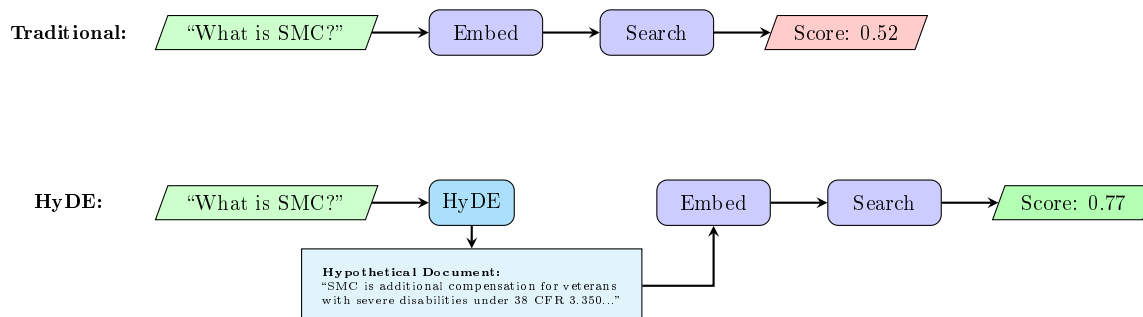 Traditional:
“What is SMC?”
Embed
Search
Score: 0.52
HyDE:
“What is SMC?”
HyDE
Embed
Search
Score: 0.77
Hypothetical Document:
“SMC is additional compensation for veterans
with severe disabilities under 38 CFR 3.350...”